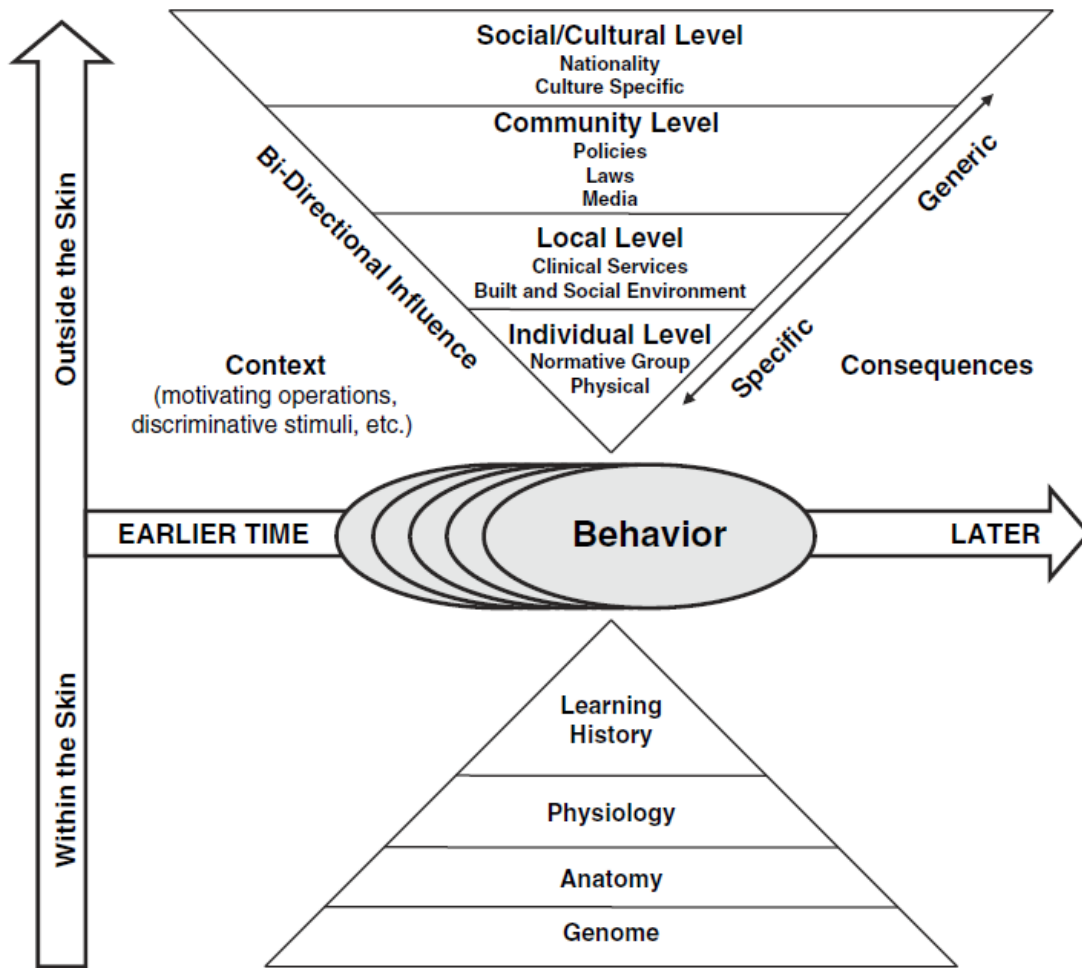 Social/Cultural Level
Nationality
Culture Specific
Community Level
Policies
Laws
Media
Local Level
Clinical Services
Built and Social Environment
Individual Level
Normative Group
Physical
Bi-Directional Influence
Generic
Specific
Outside the Skin
Context
(motivating operations,
discriminative stimuli, etc.)
Consequences
EARLIER TIME
Behavior
LATER
Within the Skin
Learning
History
Physiology
Anatomy
Genome